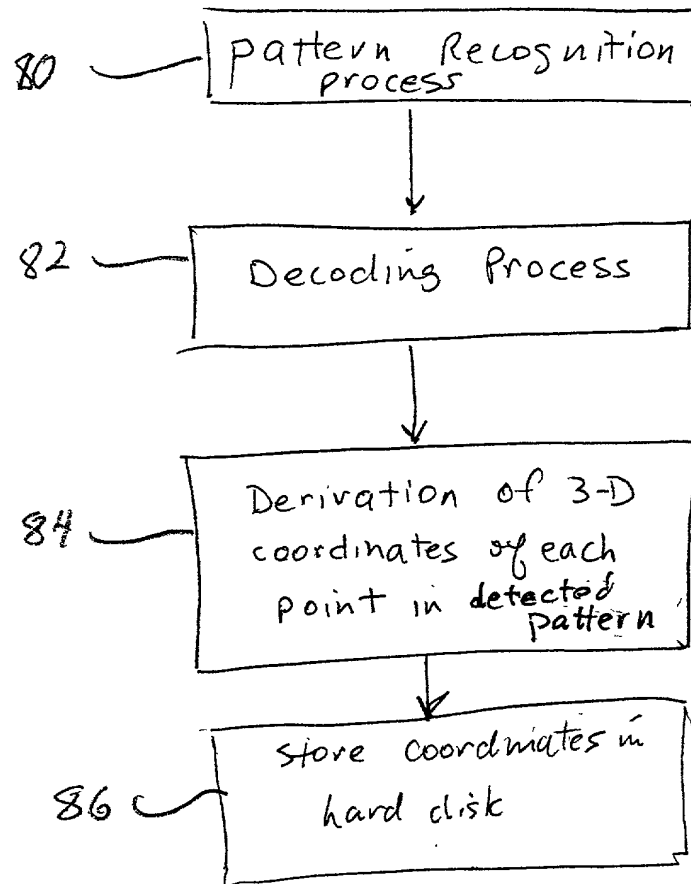 80
Pattern Recognition
process
82
Decoding Process
84
Derivation of 3-D
coordinates of each
point in detected
pattern
86
store coordinates in
hard disk